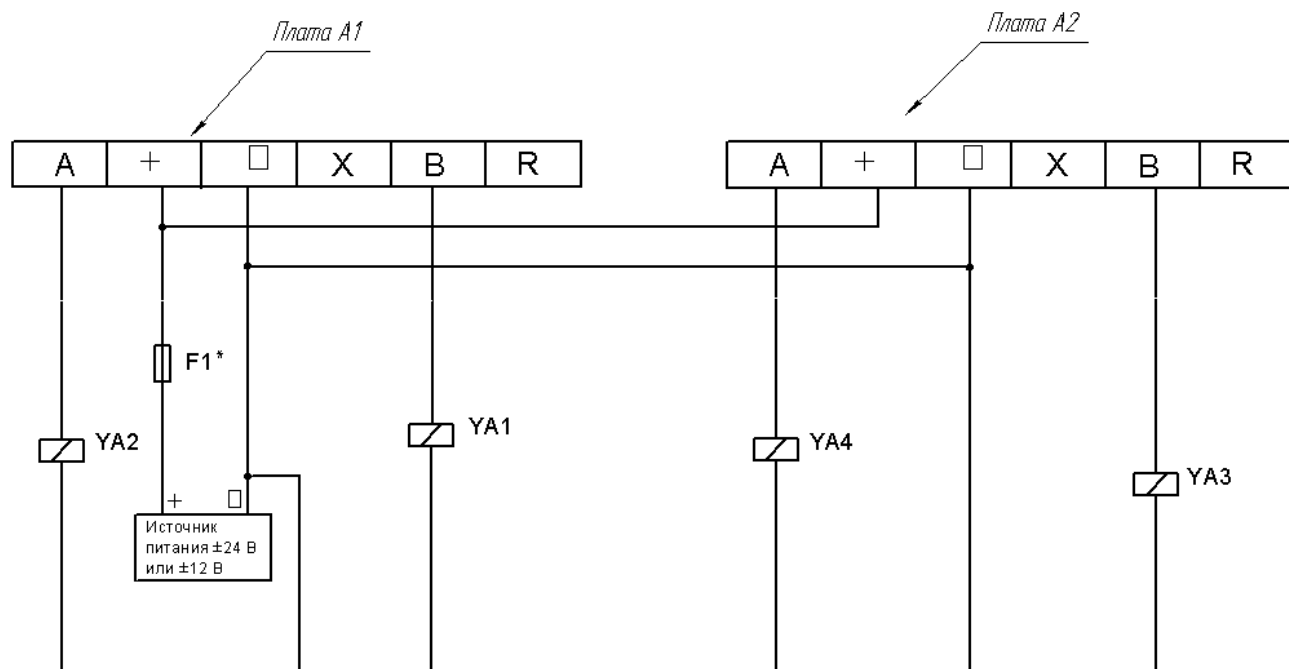 Плата А1
Плата А2
A + □ X B R
A + □ X B R
F1*
YA2
YA1
YA4
YA3
+ □
Источник
питания ±24 В
или ±12 В